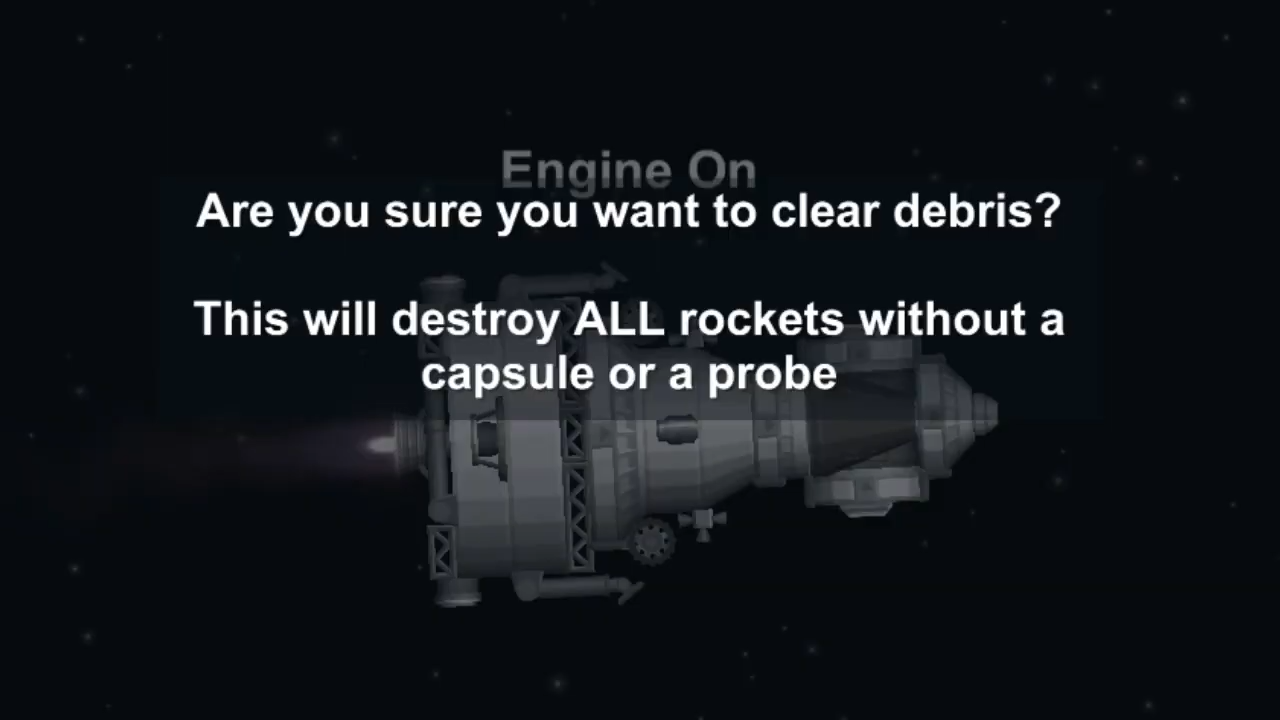 Engine On
Are you sure you want to clear debris?
This will destroy ALL rockets without a
capsule or a probe